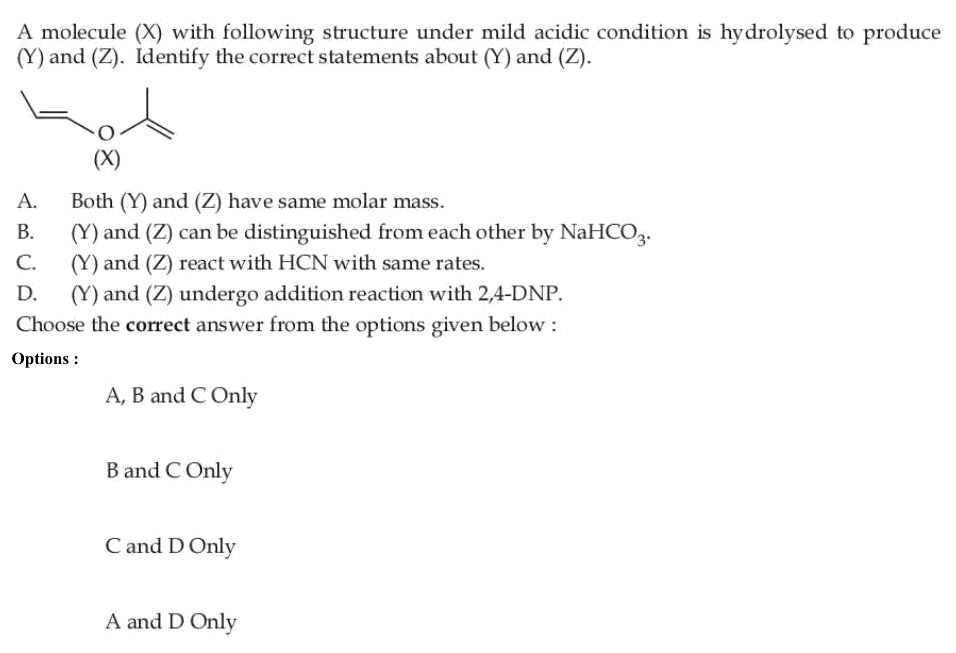 A molecule (X) with following structure under mild acidic condition is hydrolysed to produce
(Y) and (Z). Identify the correct statements about (Y) and (Z).
O
(X)
A. Both (Y) and (Z) have same molar mass.
B. (Y) and (Z) can be distinguished from each other by NaHCO₃.
C. (Y) and (Z) react with HCN with same rates.
D. (Y) and (Z) undergo addition reaction with 2,4-DNP.
Choose the correct answer from the options given below :
Options :
A, B and C Only
B and C Only
C and D Only
A and D Only